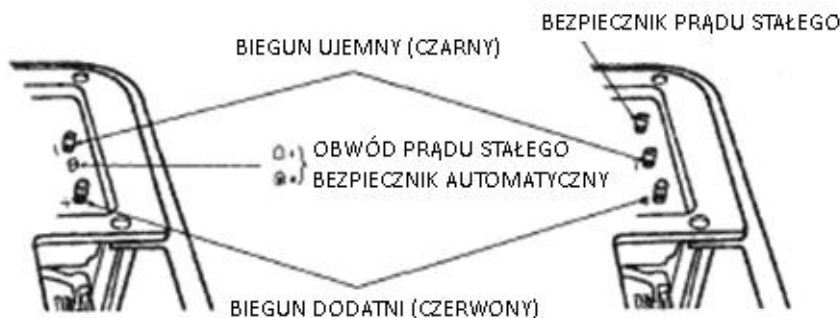 BEZPIECZNIK PRĄDU STAŁEGO
BIEGUN UJEMNY (CZARNY)
OBWÓD PRĄDU STAŁEGO
BEZPIECZNIK AUTOMATYCZNY
BIEGUN DODATNI (CZERWONY)